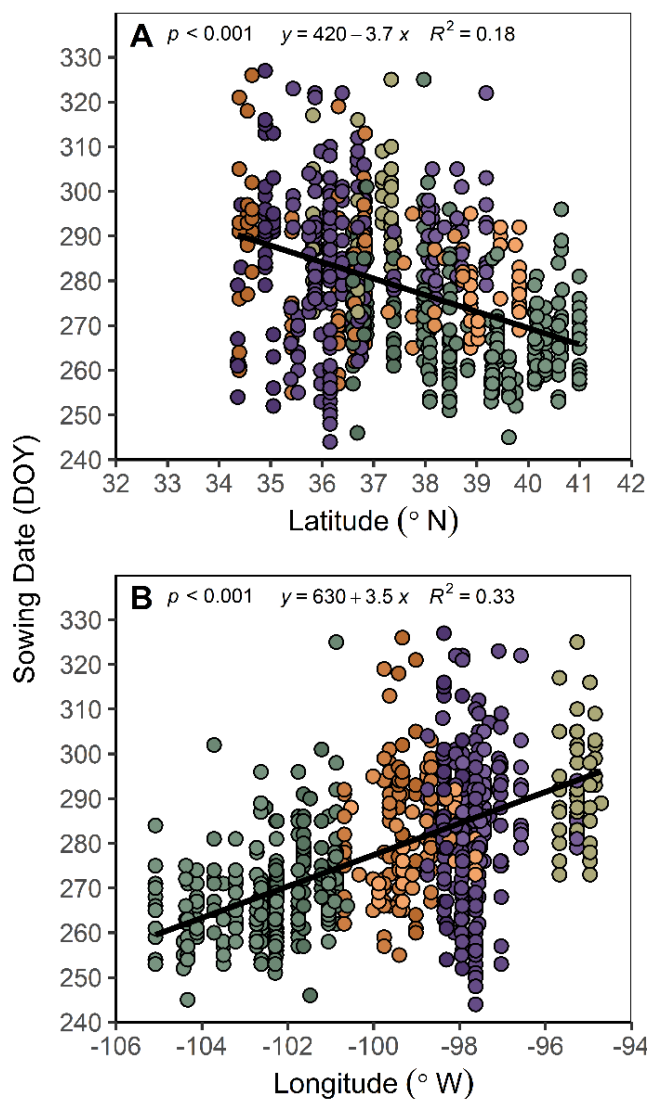 A p < 0.001 y = 420 − 3.7 x R² = 0.18
330
320
310
300
290
280
270
260
250
240
32 33 34 35 36 37 38 39 40 41 42
Latitude (° N)
Sowing Date (DOY)
B p < 0.001 y = 630 + 3.5 x R² = 0.33
330
320
310
300
290
280
270
260
250
240
-106 -104 -102 -100 -98 -96 -94
Longitude (° W)